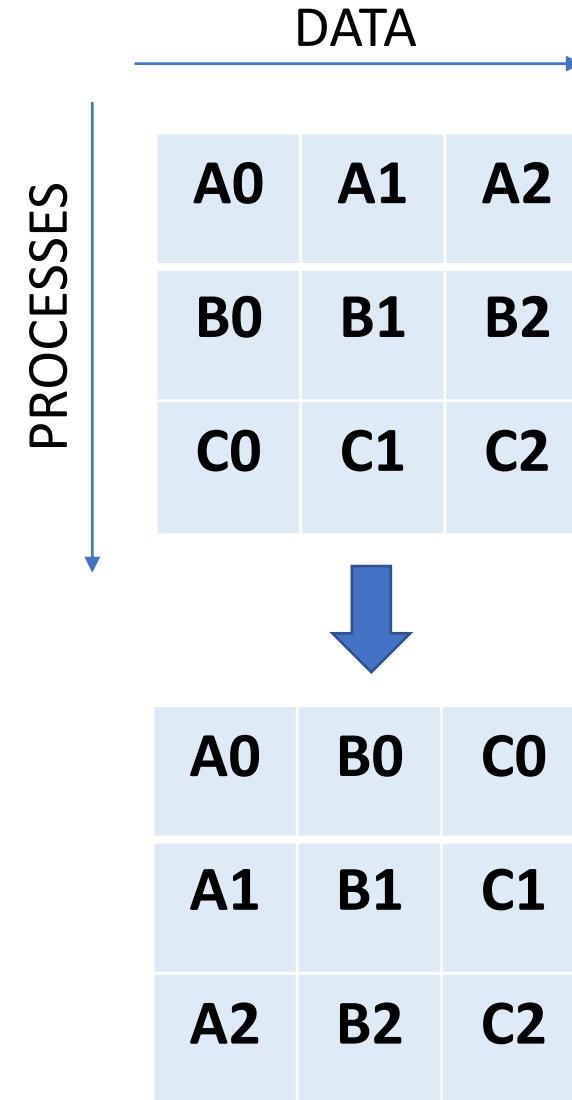 DATA
PROCESSES
A0 A1 A2
B0 B1 B2
C0 C1 C2
A0 B0 C0
A1 B1 C1
A2 B2 C2